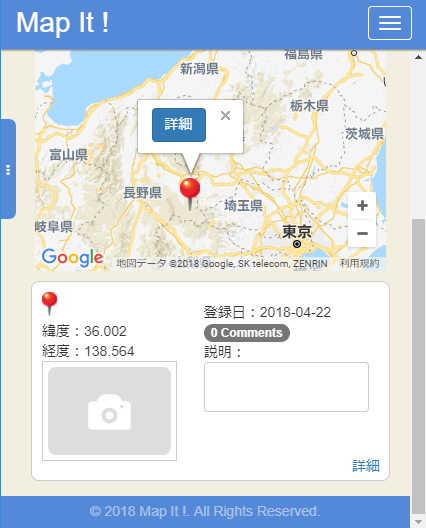 Map It !
福島県
新潟県
栃木県
詳細
×
茨城県
富山県
長野県
埼玉県
岐阜県
+
東京
−
Google
地図データ ©2018 Google, SK telecom, ZENRIN 利用規約
登録日：2018-04-22
緯度：36.002
0 Comments
経度：138.564
説明：
詳細
© 2018 Map It !. All Rights Reserved.